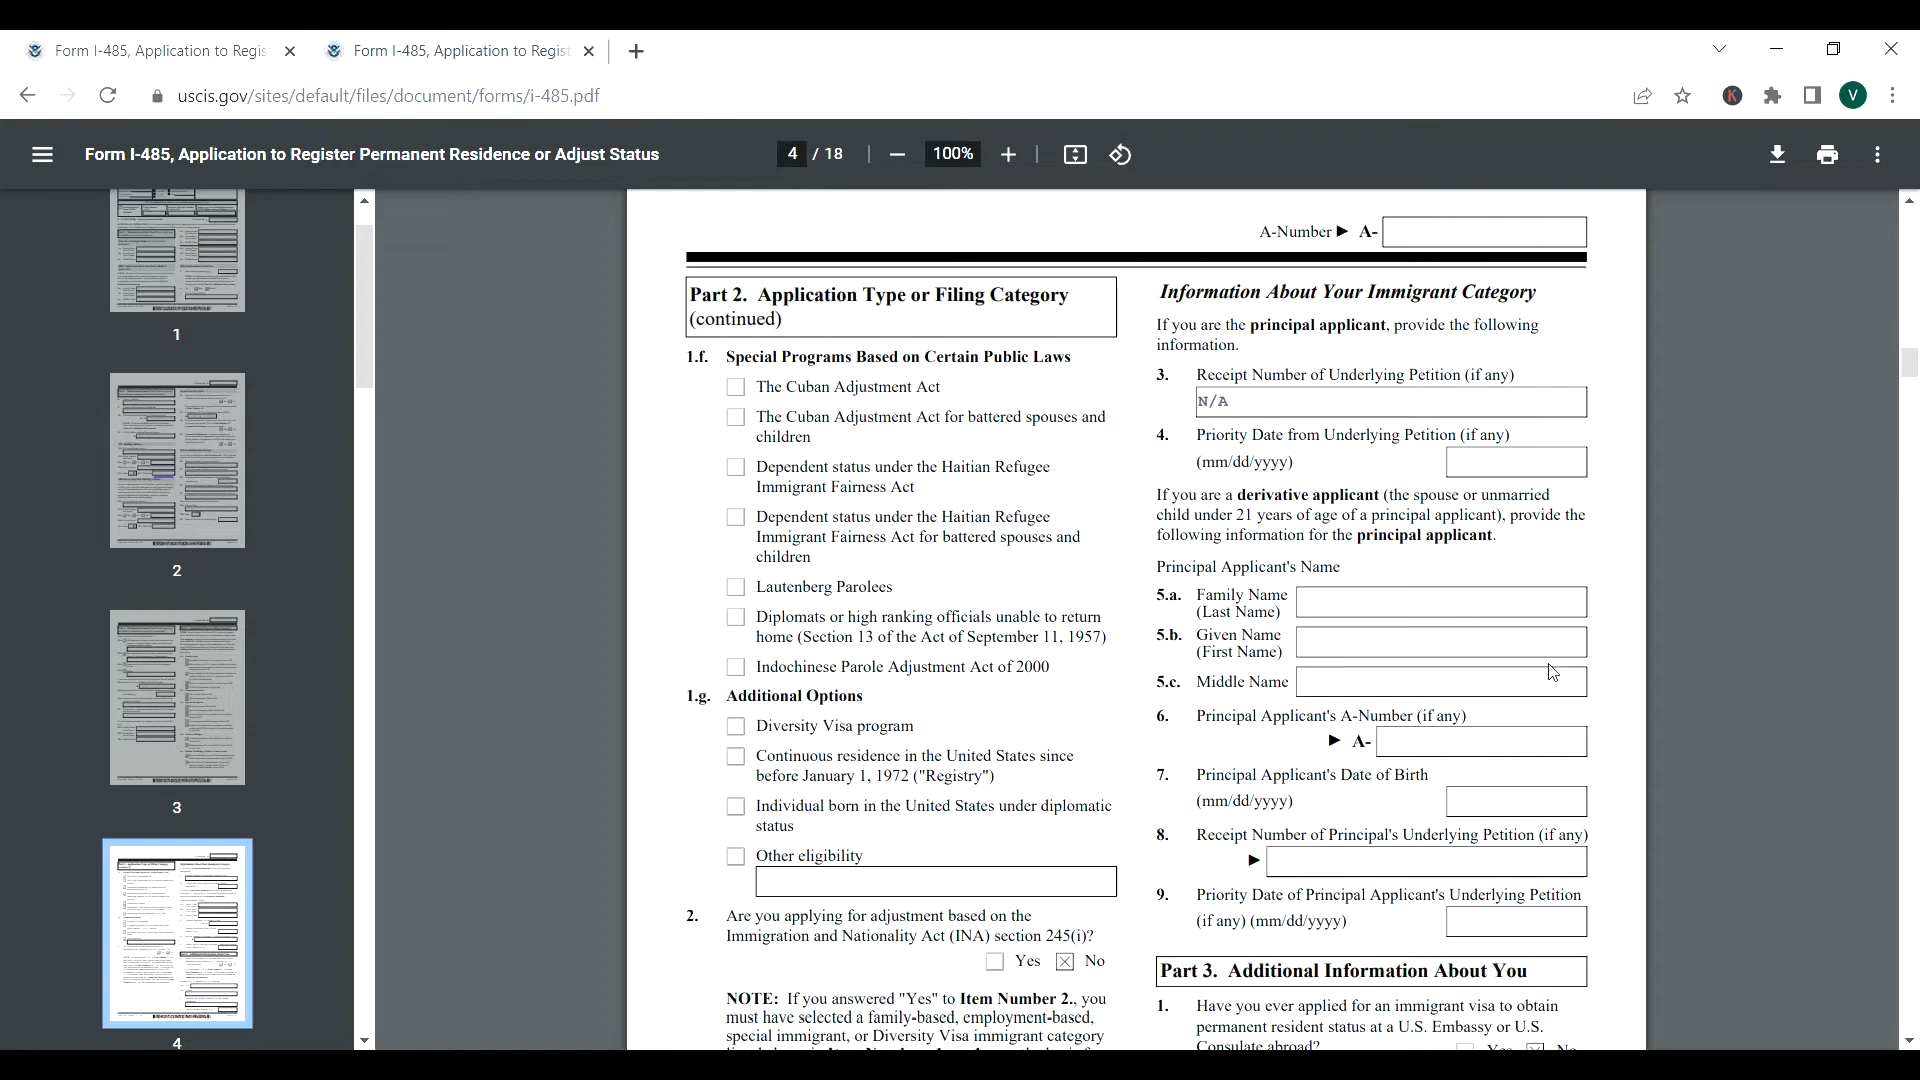 Form I-485, Application to Regis
Form I-485, Application to Regist
uscis.gov/sites/default/files/document/forms/i-485.pdf
K
V
Form I-485, Application to Register Permanent Residence or Adjust Status
4 / 18
100%
1
2
3
4
A-Number ► A-
Part 2. Application Type or Filing Category
(continued)
1.f. Special Programs Based on Certain Public Laws
The Cuban Adjustment Act
The Cuban Adjustment Act for battered spouses and
children
Dependent status under the Haitian Refugee
Immigrant Fairness Act
Dependent status under the Haitian Refugee
Immigrant Fairness Act for battered spouses and
children
Lautenberg Parolees
Diplomats or high ranking officials unable to return
home (Section 13 of the Act of September 11, 1957)
Indochinese Parole Adjustment Act of 2000
1.g. Additional Options
Diversity Visa program
Continuous residence in the United States since
before January 1, 1972 ("Registry")
Individual born in the United States under diplomatic
status
Other eligibility
2. Are you applying for adjustment based on the
Immigration and Nationality Act (INA) section 245(i)?
Yes No
NOTE: If you answered "Yes" to Item Number 2., you
must have selected a family-based, employment-based,
special immigrant, or Diversity Visa immigrant category
Information About Your Immigrant Category
If you are the principal applicant, provide the following
information.
3. Receipt Number of Underlying Petition (if any)
N/A
4. Priority Date from Underlying Petition (if any)
(mm/dd/yyyy)
If you are a derivative applicant (the spouse or unmarried
child under 21 years of age of a principal applicant), provide the
following information for the principal applicant.
Principal Applicant's Name
5.a. Family Name
(Last Name)
5.b. Given Name
(First Name)
5.c. Middle Name
6. Principal Applicant's A-Number (if any)
► A-
7. Principal Applicant's Date of Birth
(mm/dd/yyyy)
8. Receipt Number of Principal's Underlying Petition (if any)
►
9. Priority Date of Principal Applicant's Underlying Petition
(if any) (mm/dd/yyyy)
Part 3. Additional Information About You
1. Have you ever applied for an immigrant visa to obtain
permanent resident status at a U.S. Embassy or U.S.
Consulate abroad?
Yes No